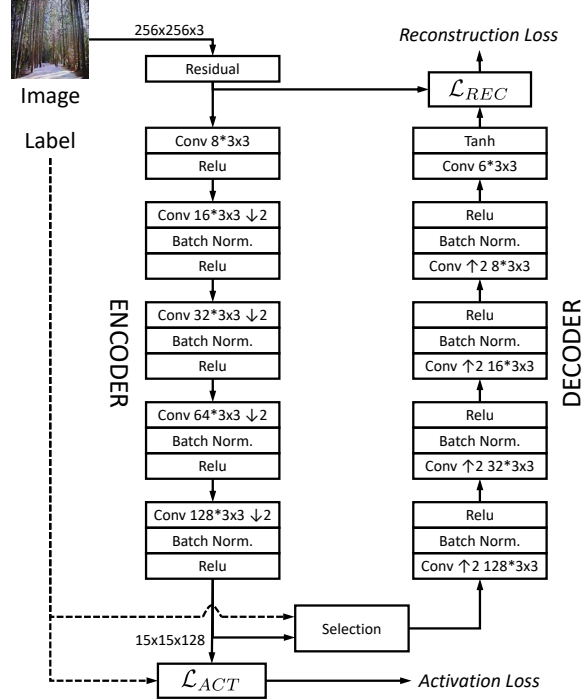 256x256x3
Image
Label
Residual
Conv 8*3x3
Relu
Conv 16*3x3 ↓2
Batch Norm.
Relu
ENCODER
Conv 32*3x3 ↓2
Batch Norm.
Relu
Conv 64*3x3 ↓2
Batch Norm.
Relu
Conv 128*3x3 ↓2
Batch Norm.
Relu
15x15x128
Selection
ℒ_ACT
Activation Loss
Reconstruction Loss
ℒ_REC
Tanh
Conv 6*3x3
Relu
Batch Norm.
Conv ↑2 8*3x3
Relu
Batch Norm.
Conv ↑2 16*3x3
DECODER
Relu
Batch Norm.
Conv ↑2 32*3x3
Relu
Batch Norm.
Conv ↑2 128*3x3